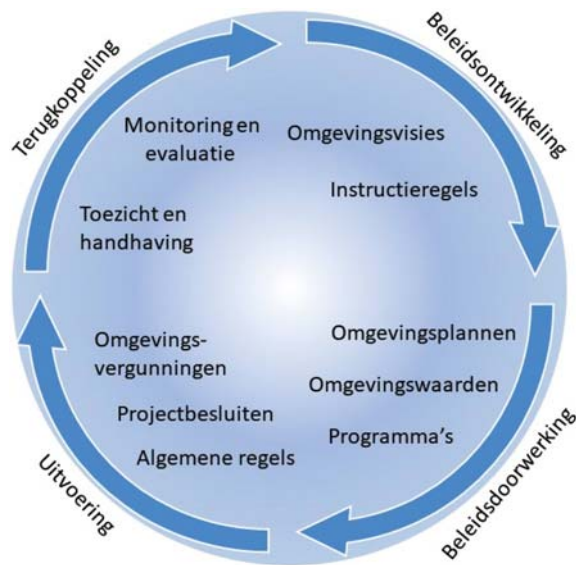 Beleidsontwikkeling
Omgevingsvisies
Instructieregels
Beleidsdoorwerking
Omgevingsplannen
Omgevingswaarden
Programma's
Uitvoering
Omgevings-
vergunningen
Projectbesluiten
Algemene regels
Terugkoppeling
Toezicht en
handhaving
Monitoring en
evaluatie